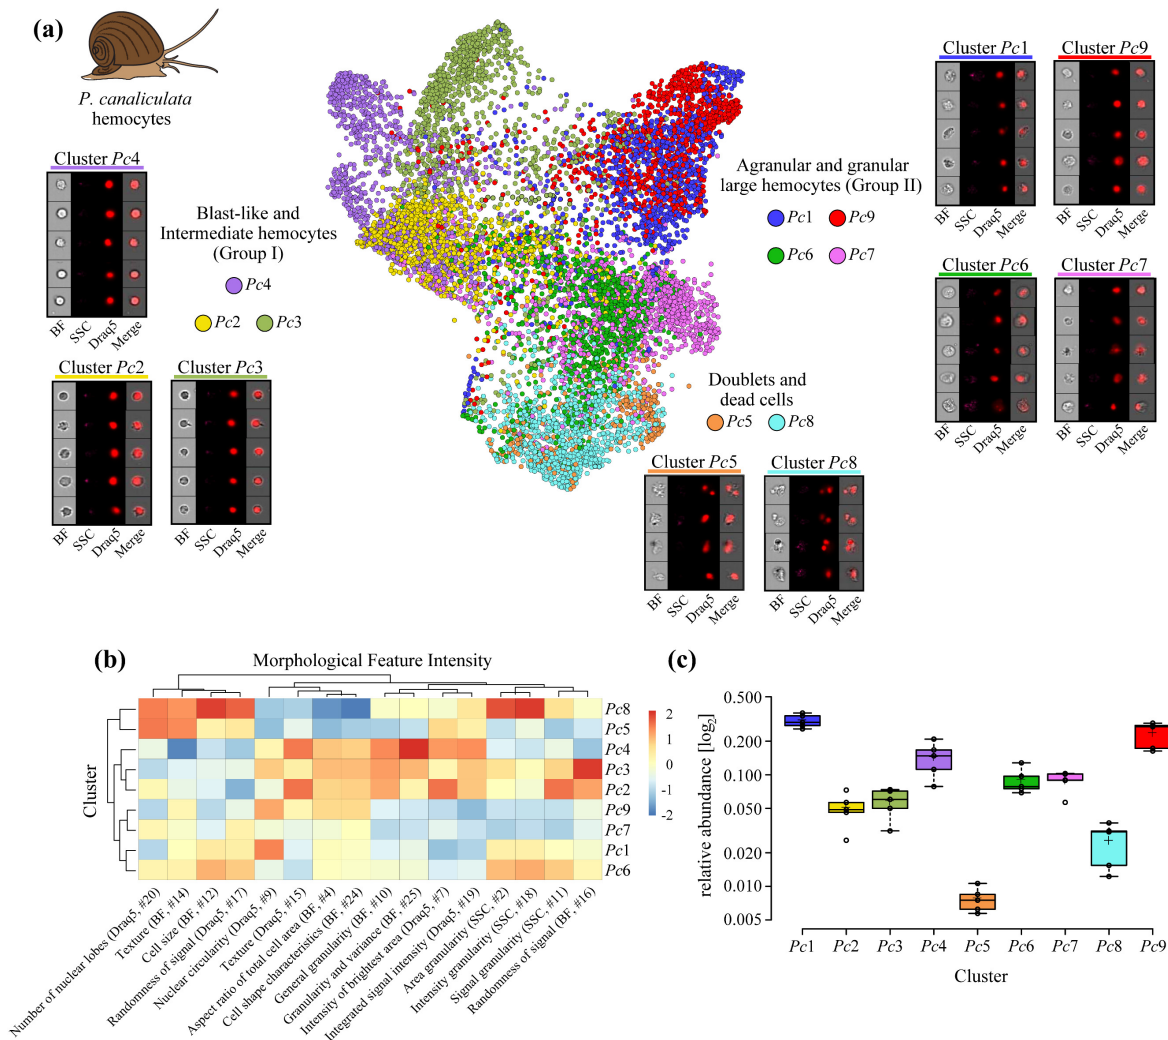 (a)
P. canaliculata
hemocytes
Cluster Pc4
BF SSC Draq5 Merge
Blast-like and
Intermediate hemocytes
(Group I)
Pc4
Pc2 Pc3
Cluster Pc2
BF SSC Draq5 Merge
Cluster Pc3
BF SSC Draq5 Merge
Agranular and granular
large hemocytes (Group II)
Pc1 Pc9
Pc6 Pc7
Cluster Pc1
BF SSC Draq5 Merge
Cluster Pc9
BF SSC Draq5 Merge
Cluster Pc6
BF SSC Draq5 Merge
Cluster Pc7
BF SSC Draq5 Merge
Doublets and
dead cells
Pc5 Pc8
Cluster Pc5
BF SSC Draq5 Merge
Cluster Pc8
BF SSC Draq5 Merge
(b)
Morphological Feature Intensity
Cluster
Pc8
Pc5
Pc4
Pc3
Pc2
Pc9
Pc7
Pc1
Pc6
2
1
0
-1
-2
Number of nuclear lobes (Draq5, #20)
Texture (BF, #14)
Cell size (BF, #12)
Randomness of signal (Draq5, #17)
Nuclear circularity (Draq5, #9)
Texture (Draq5, #15)
Aspect ratio of total cell area (BF, #4)
Cell shape characteristics (BF, #24)
General granularity (BF, #10)
Granularity and variance (BF, #25)
Intensity of brightest area (Draq5, #7)
Integrated signal intensity (Draq5, #19)
Area granularity (SSC, #2)
Intensity granularity (SSC, #18)
Signal granularity (SSC, #11)
Randomness of signal (BF, #16)
(c)
relative abundance [log2]
0.500
0.200
0.100
0.050
0.020
0.010
0.005
Pc1 Pc2 Pc3 Pc4 Pc5 Pc6 Pc7 Pc8 Pc9
Cluster